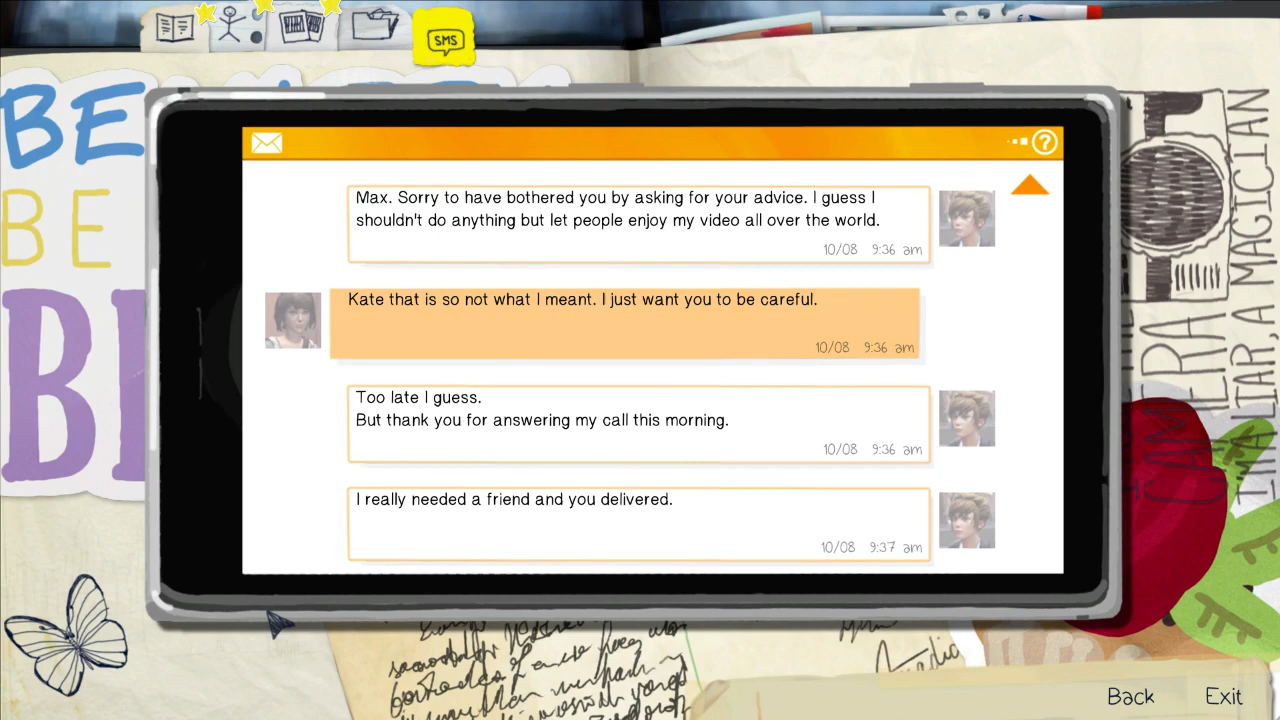 SMS
BE
BE
Max. Sorry to have bothered you by asking for your advice. I guess I
shouldn't do anything but let people enjoy my video all over the world.
10/08 9:36 am
Kate that is so not what I meant. I just want you to be careful.
10/08 9:36 am
Too late I guess.
But thank you for answering my call this morning.
10/08 9:36 am
I really needed a friend and you delivered.
10/08 9:37 am
LIAR, A MAGICIAN
Back Exit